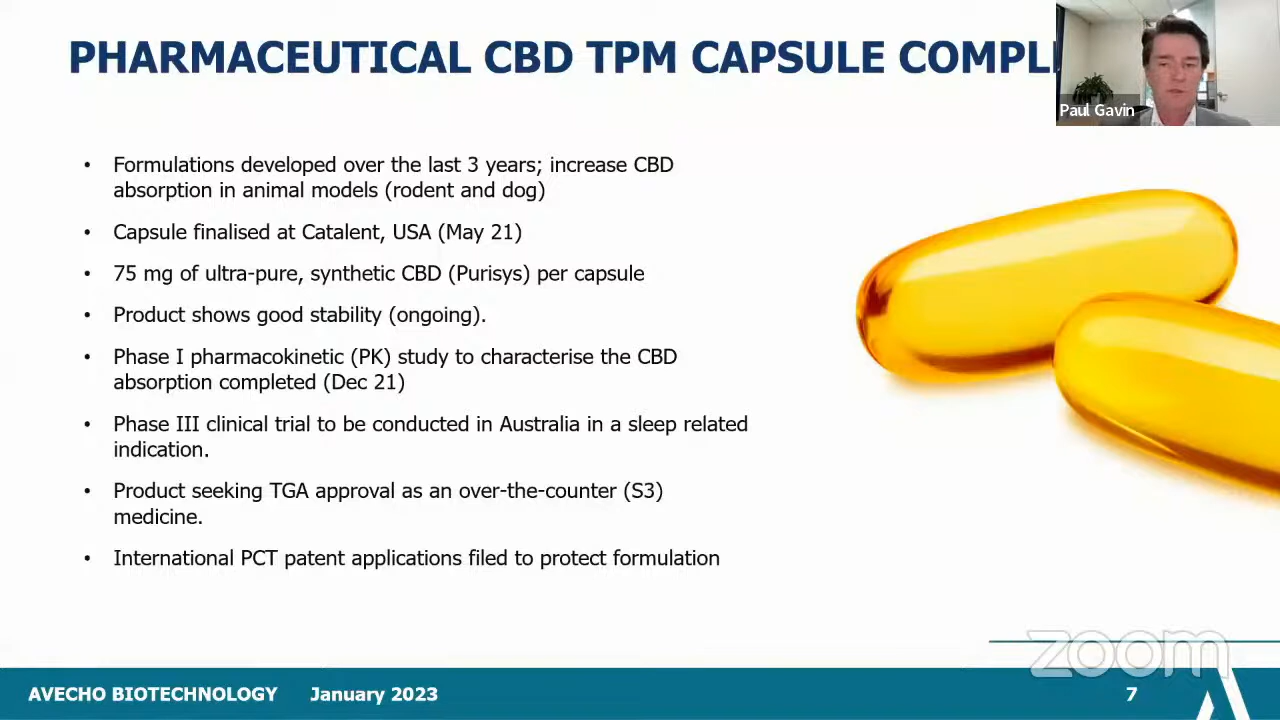 PHARMACEUTICAL CBD TPM CAPSULE COMPL
Paul Gavin
• Formulations developed over the last 3 years; increase CBD
absorption in animal models (rodent and dog)
• Capsule finalised at Catalent, USA (May 21)
• 75 mg of ultra-pure, synthetic CBD (Purisys) per capsule
• Product shows good stability (ongoing).
• Phase I pharmacokinetic (PK) study to characterise the CBD
absorption completed (Dec 21)
• Phase III clinical trial to be conducted in Australia in a sleep related
indication.
• Product seeking TGA approval as an over-the-counter (S3)
medicine.
• International PCT patent applications filed to protect formulation
zoom
AVECHO BIOTECHNOLOGY January 2023 7